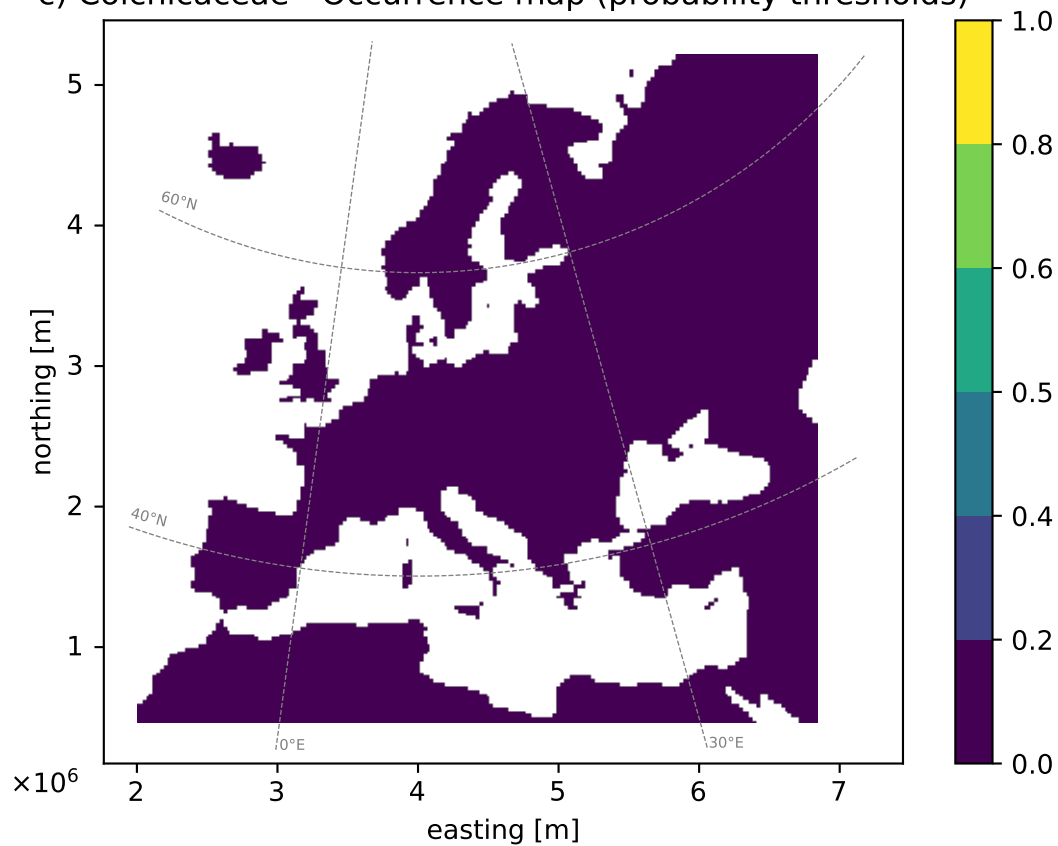 c) Colchicaceae - Occurrence map (probability thresholds)
1.0
0.8
0.6
0.5
0.4
0.2
0.0
5
4
3
2
1
northing [m]
60°N
40°N
0°E
30°E
×10⁶
2 3 4 5 6 7
easting [m]